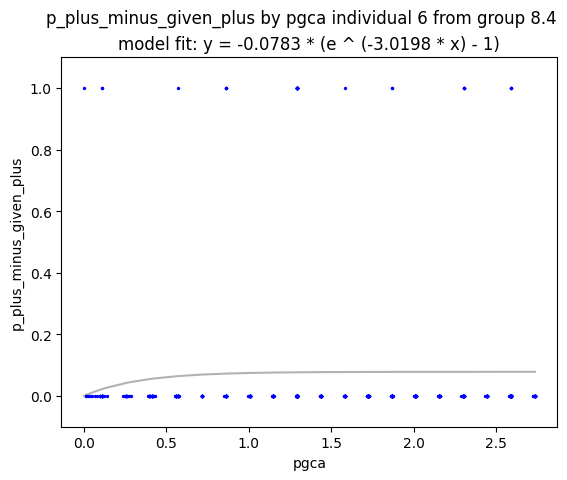 p_plus_minus_given_plus by pgca individual 6 from group 8.4
model fit: y = -0.0783 * (e ^ (-3.0198 * x) - 1)
1.0
0.8
0.6
0.4
0.2
0.0
p_plus_minus_given_plus
0.0 0.5 1.0 1.5 2.0 2.5
pgca